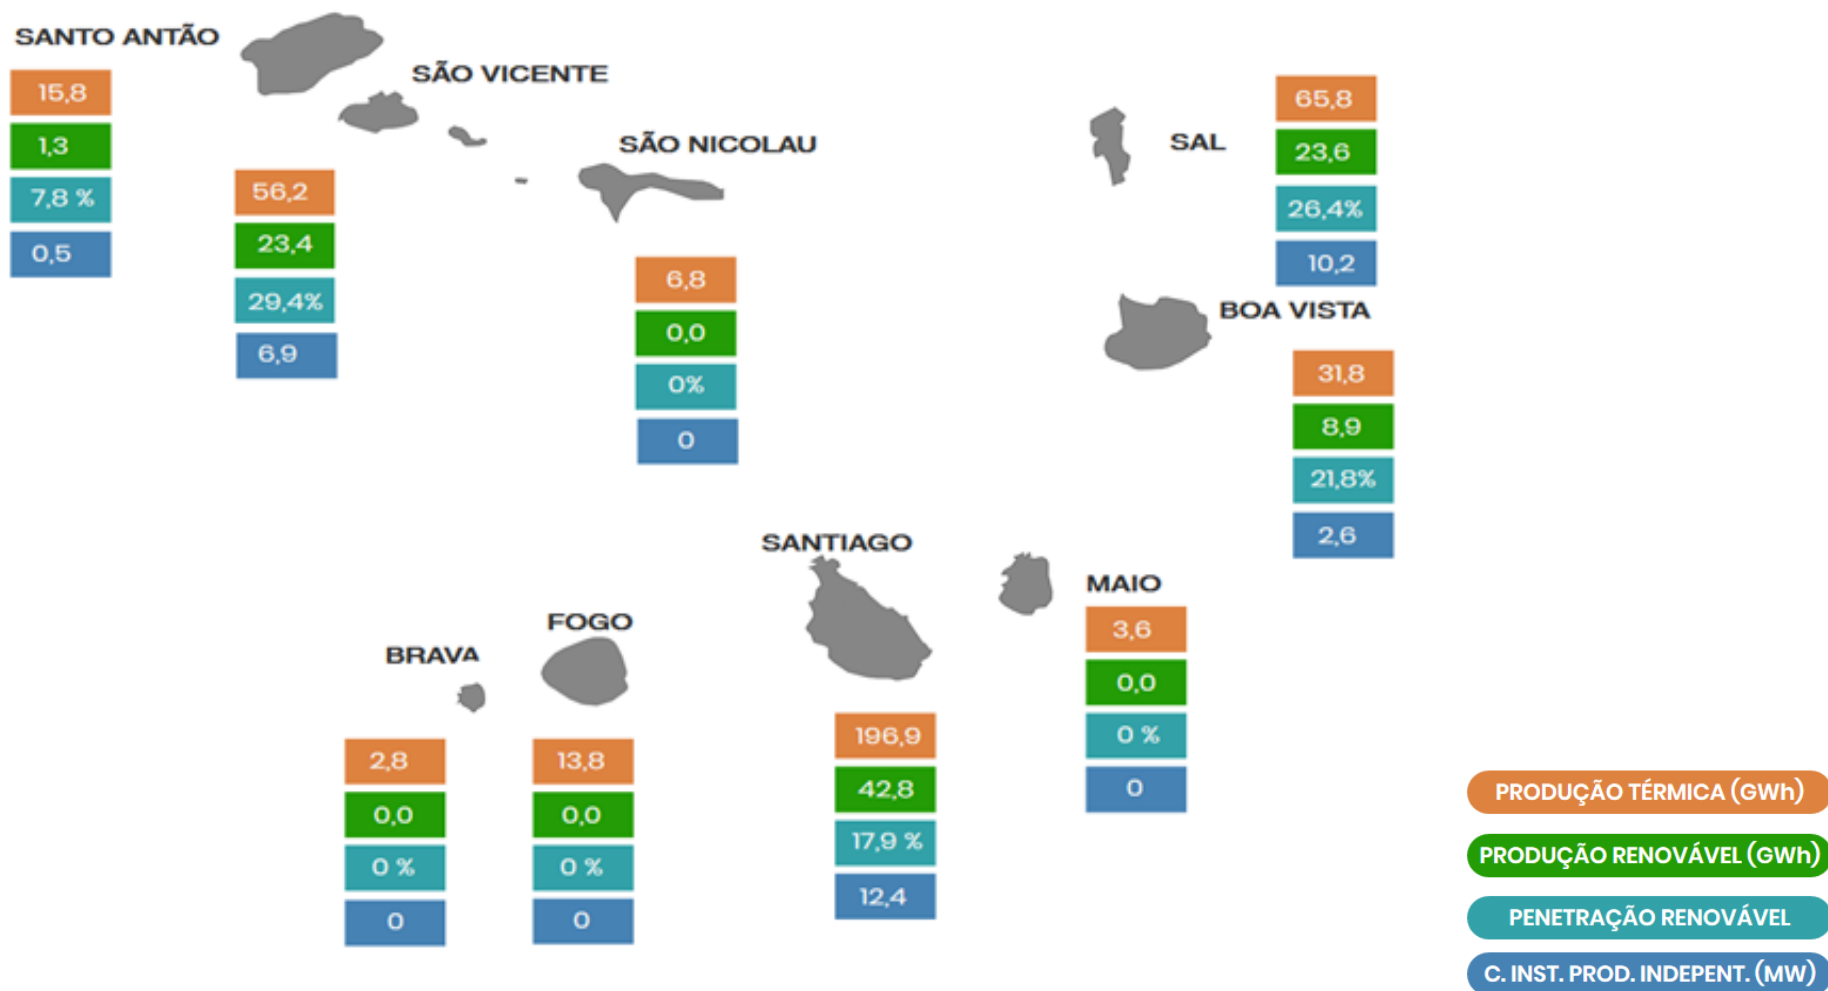 SANTO ANTÃO
15,8
1,3
7,8 %
0,5
SÃO VICENTE
56,2
23,4
29,4%
6,9
SÃO NICOLAU
6,8
0,0
0%
0
SAL
65,8
23,6
26,4%
10,2
BOA VISTA
31,8
8,9
21,8%
2,6
SANTIAGO
196,9
42,8
17,9 %
12,4
MAIO
3,6
0,0
0 %
0
FOGO
13,8
0,0
0 %
0
BRAVA
2,8
0,0
0 %
0
PRODUÇÃO TÉRMICA (GWh)
PRODUÇÃO RENOVÁVEL (GWh)
PENETRAÇÃO RENOVÁVEL
C. INST. PROD. INDEPENT. (MW)